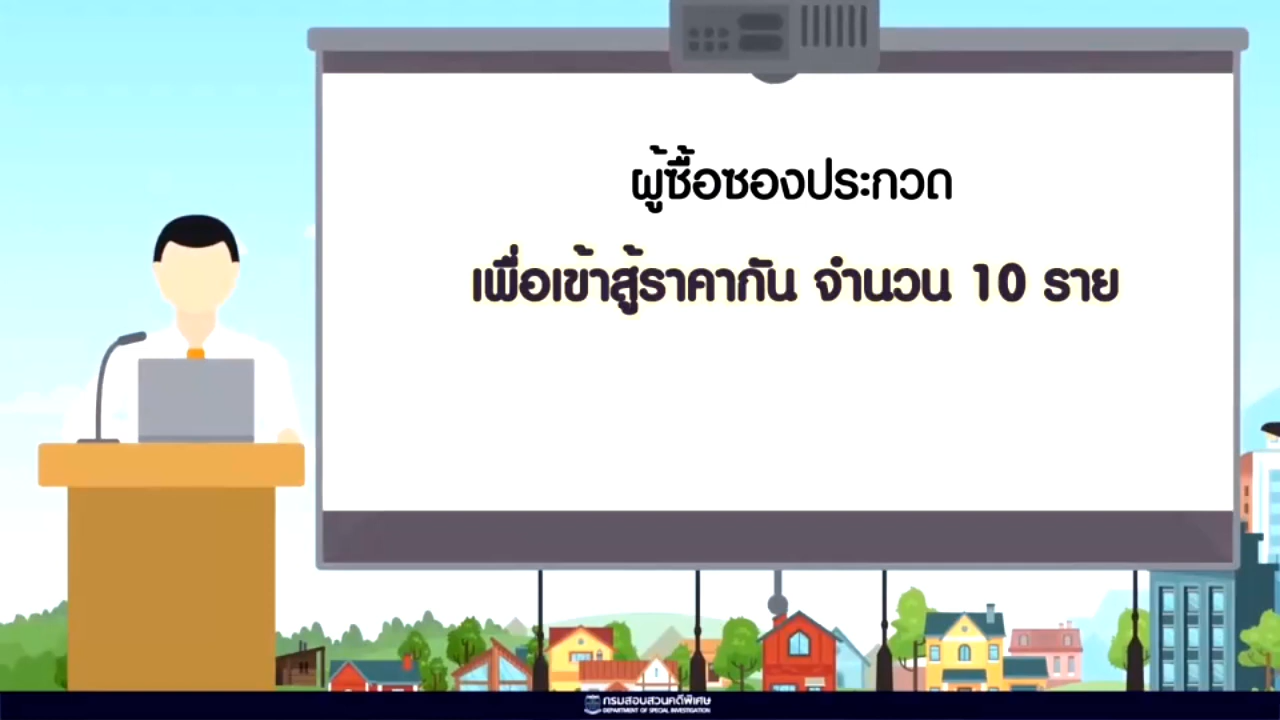 ผู้ซื้อซองประกวด
เพื่อเข้าสู้ราคากัน จำนวน 10 ราย
กรมสอบสวนคดีพิเศษ
DEPARTMENT OF SPECIAL INVESTIGATION